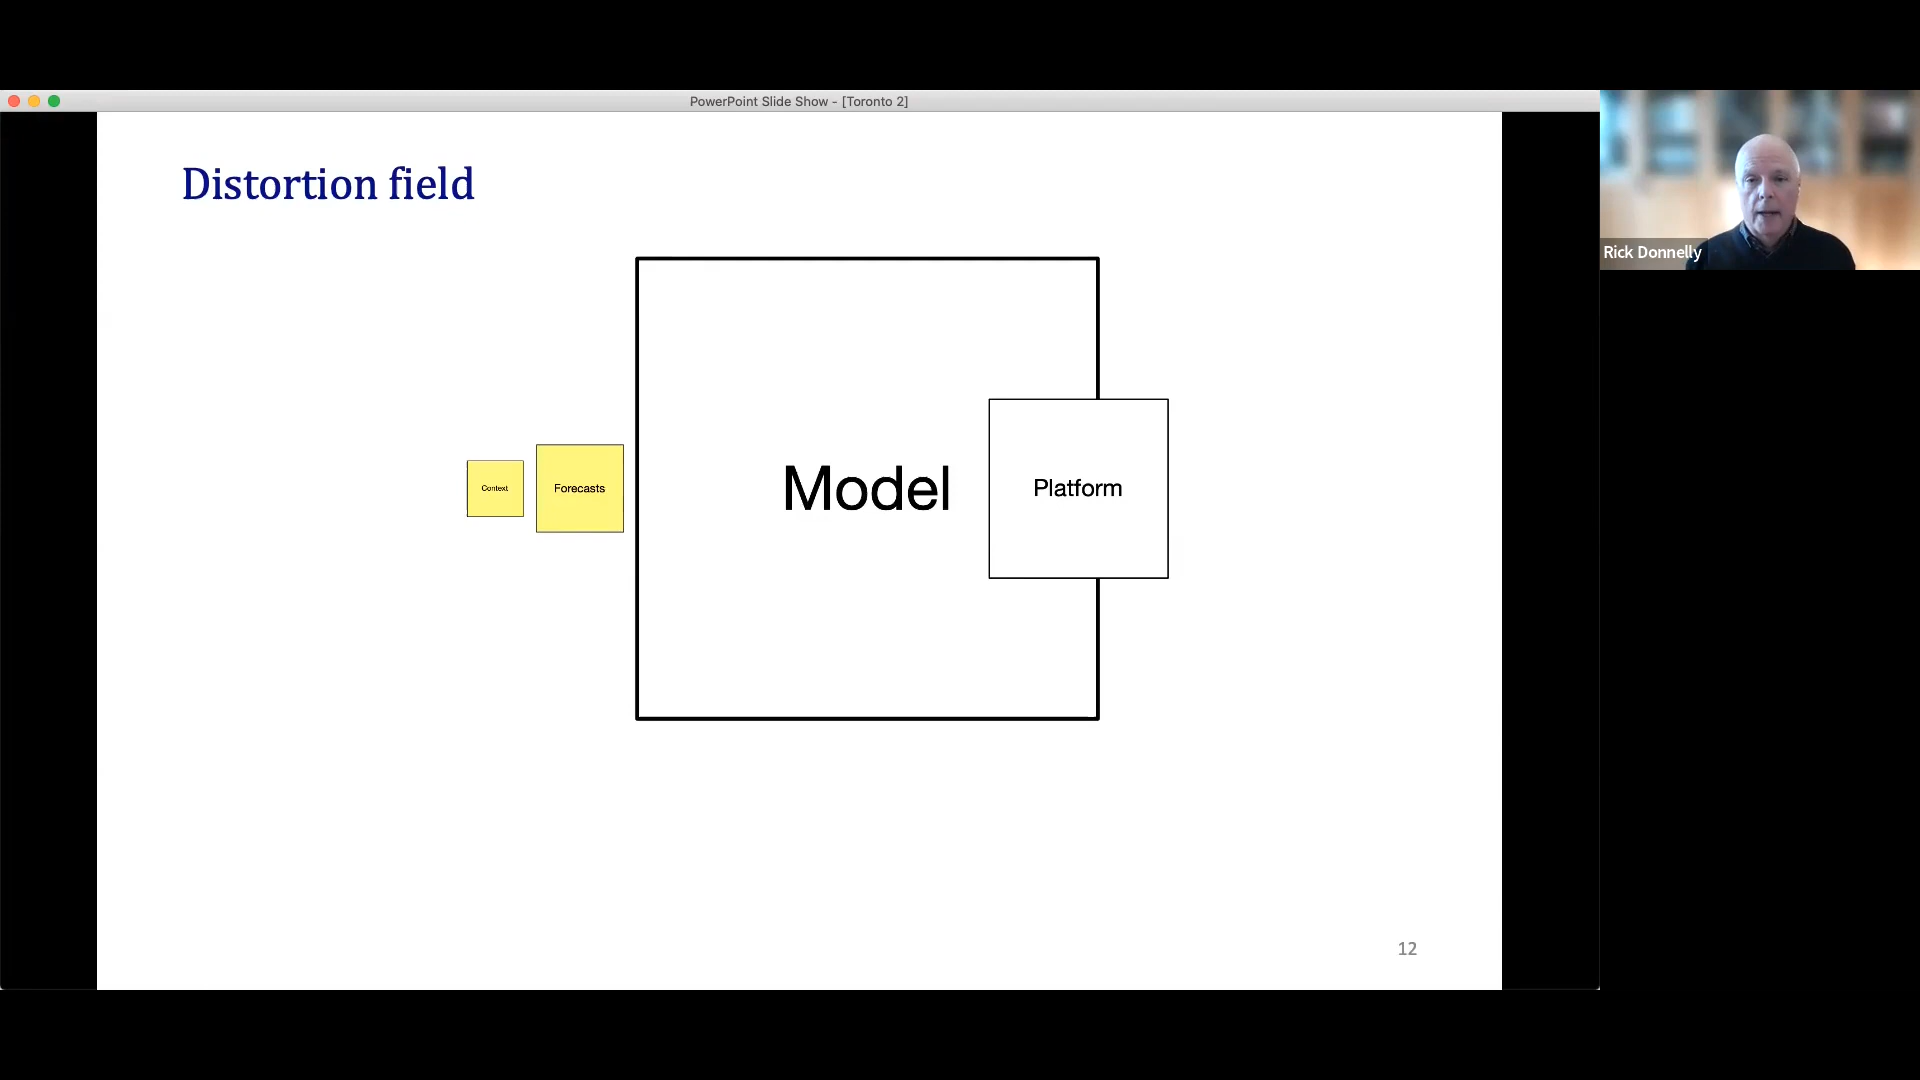 PowerPoint Slide Show - [Toronto 2]
Distortion field
Rick Donnelly
Context
Forecasts
Model
Platform
12